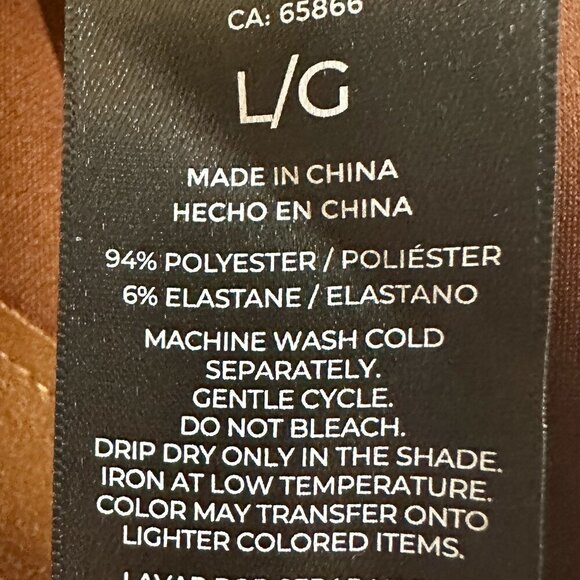 CA: 65866
L/G
MADE IN CHINA
HECHO EN CHINA
94% POLYESTER / POLIÉSTER
6% ELASTANE / ELASTANO
MACHINE WASH COLD
SEPARATELY.
GENTLE CYCLE.
DO NOT BLEACH.
DRIP DRY ONLY IN THE SHADE.
IRON AT LOW TEMPERATURE.
COLOR MAY TRANSFER ONTO
LIGHTER COLORED ITEMS.